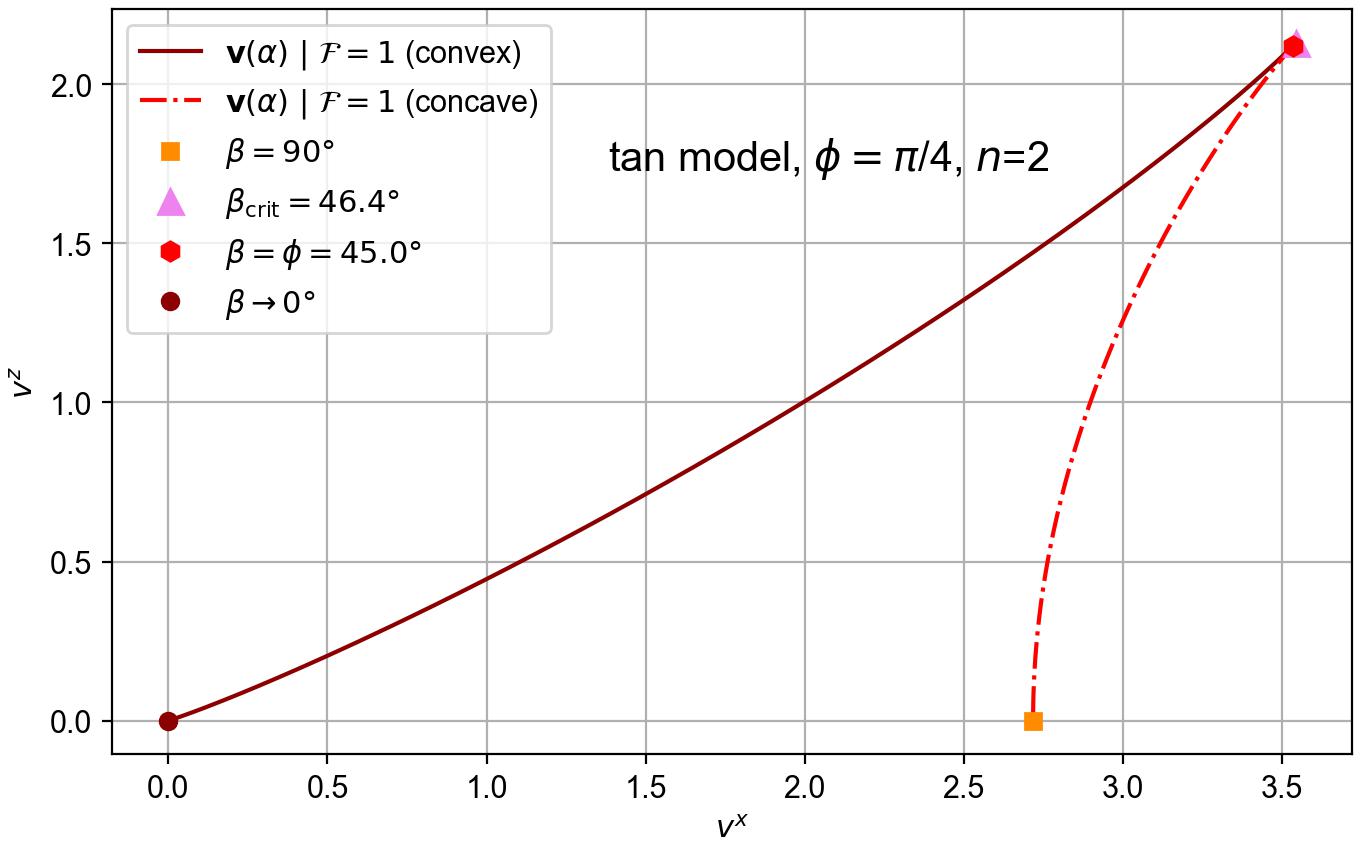 𝐯(α) | ℱ = 1 (convex)
𝐯(α) | ℱ = 1 (concave)
β = 90°
β_crit = 46.4°
β = ϕ = 45.0°
β → 0°
tan model, ϕ = π/4, n=2
2.0
1.5
1.0
0.5
0.0
v^z
0.0 0.5 1.0 1.5 2.0 2.5 3.0 3.5
v^x